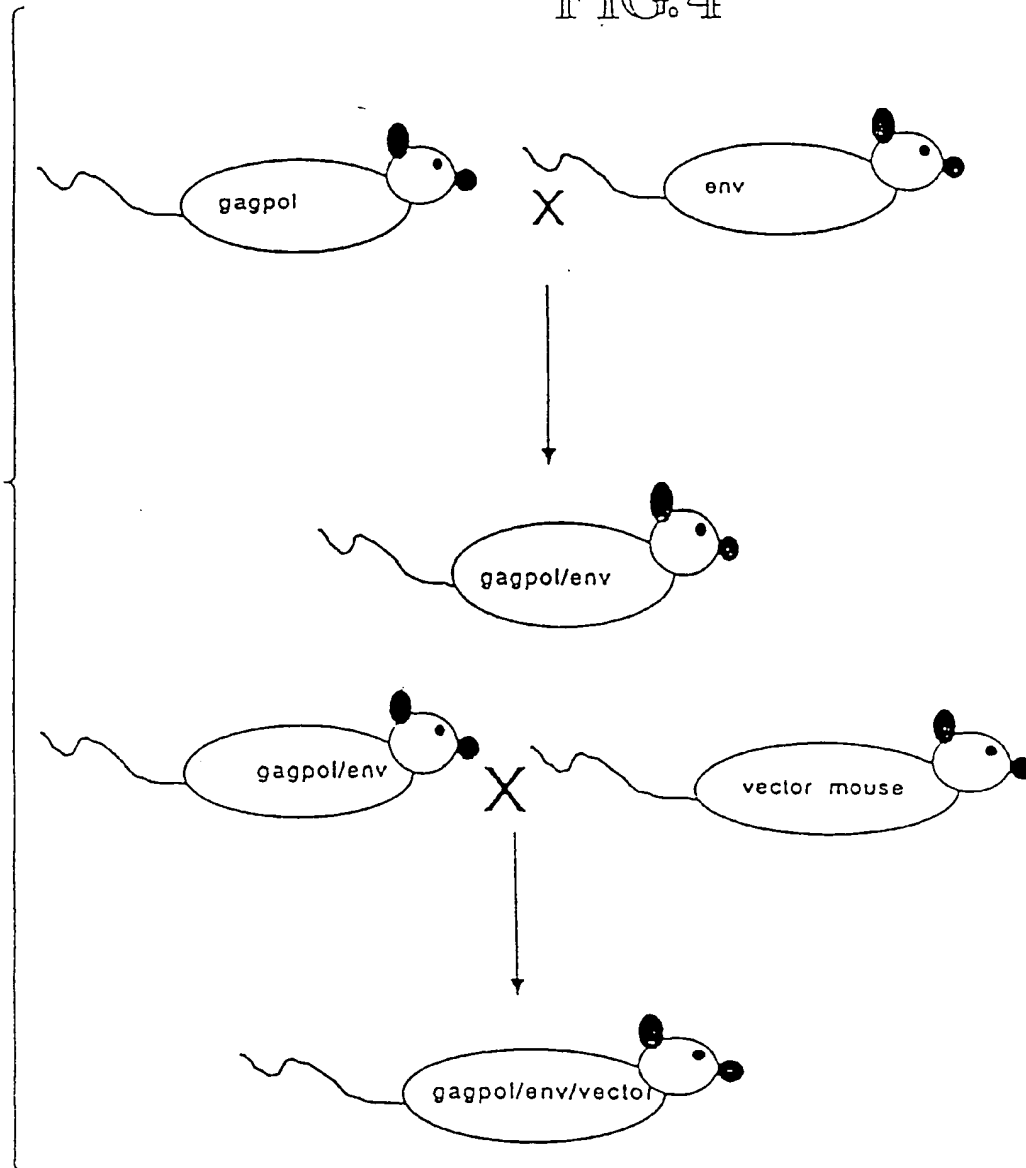 FIG. 4
gagpol
X
env
gagpol/env
gagpol/env
X
vector mouse
gagpol/env/vector